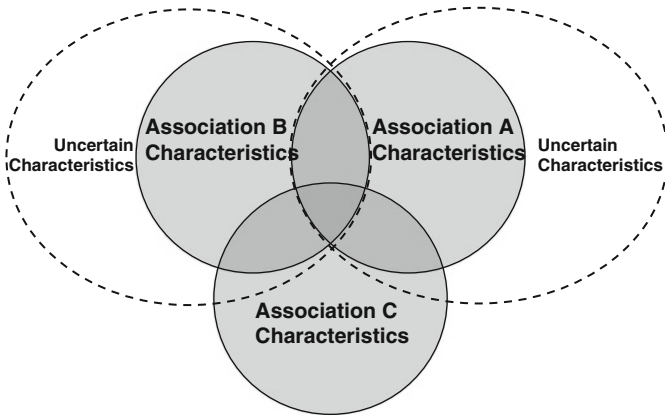 Association B
Characteristics
Association A
Characteristics
Uncertain
Characteristics
Uncertain
Characteristics
Association C
Characteristics